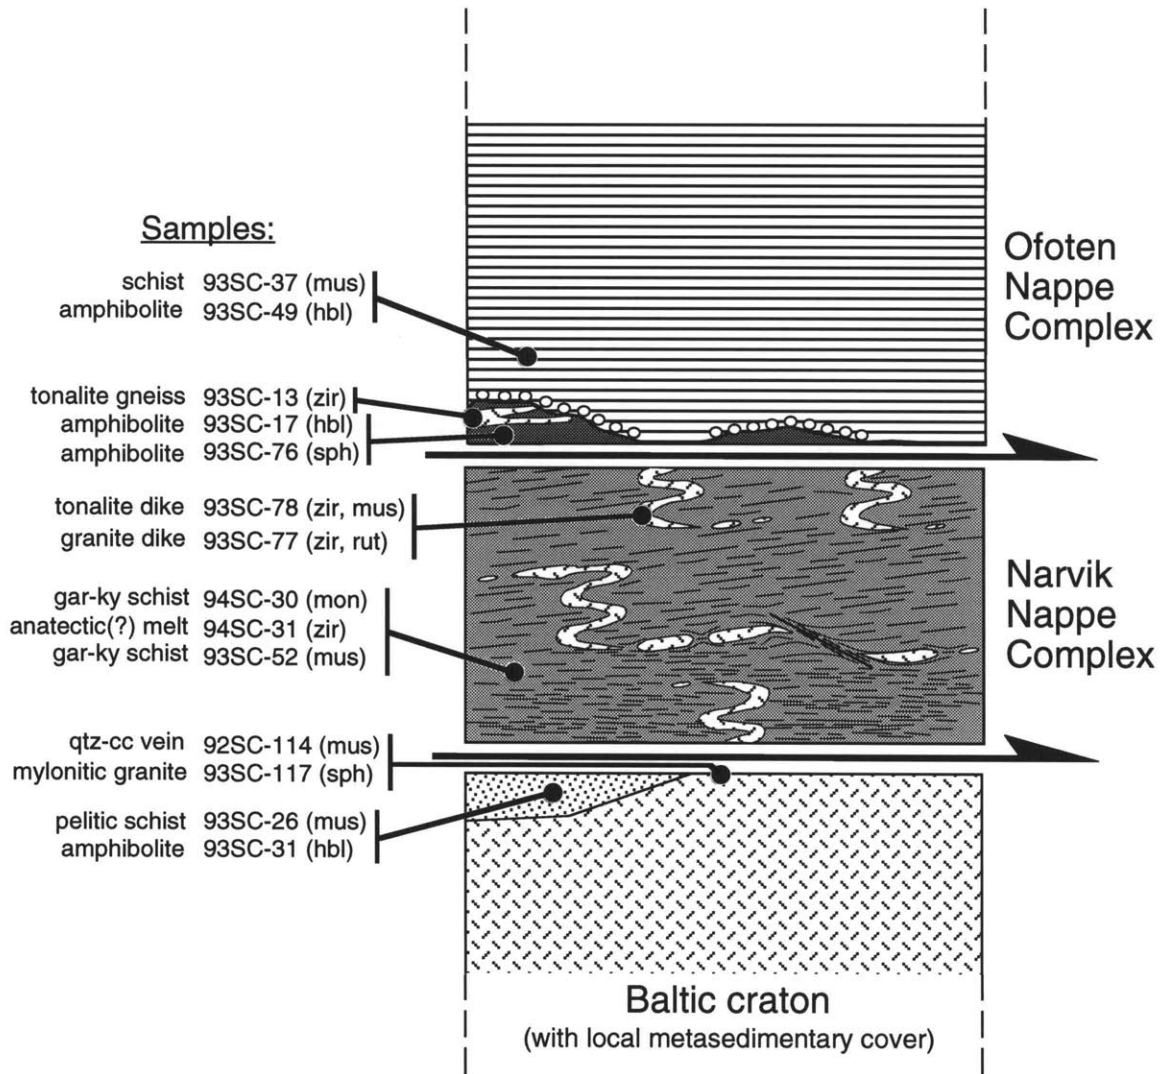 Samples:
schist 93SC-37 (mus)
amphibolite 93SC-49 (hbl)
tonalite gneiss 93SC-13 (zir)
amphibolite 93SC-17 (hbl)
amphibolite 93SC-76 (sph)
tonalite dike 93SC-78 (zir, mus)
granite dike 93SC-77 (zir, rut)
gar-ky schist 94SC-30 (mon)
anatectic(?) melt 94SC-31 (zir)
gar-ky schist 93SC-52 (mus)
qtz-cc vein 92SC-114 (mus)
mylonitic granite 93SC-117 (sph)
pelitic schist 93SC-26 (mus)
amphibolite 93SC-31 (hbl)
Ofoten
Nappe
Complex
Narvik
Nappe
Complex
Baltic craton
(with local metasedimentary cover)